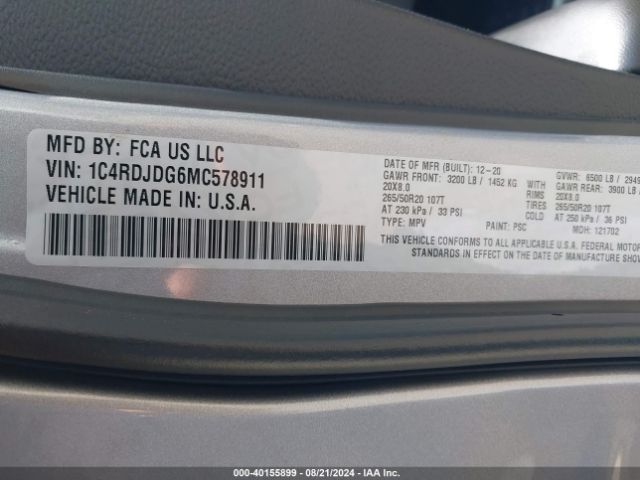 MFD BY: FCA US LLC
VIN: 1C4RDJDG6MC578911
VEHICLE MADE IN: U.S.A.
DATE OF MFR (BUILT): 12-20
GAWR FRONT: 3200 LB / 1452 KG
20X8.0
265/50R20 107T
AT 230 kPa / 33 PSI
TYPE: MPV
PAINT: PSC
WITH
RIMS
TIRES
COLD
GVWR: 6500 LB / 2949
GAWR REAR: 3900 LB
20X8.0
265/50R20 107T
AT 250 kPa / 36 PSI
MDH: 121702
THIS VEHICLE CONFORMS TO ALL APPLICABLE U.S.A. FEDERAL MOTOR
STANDARDS IN EFFECT ON THE DATE OF MANUFACTURE SHOW
000-40155899 - 08/21/2024 - COPYRIGHT © 2024 IAA, LLC